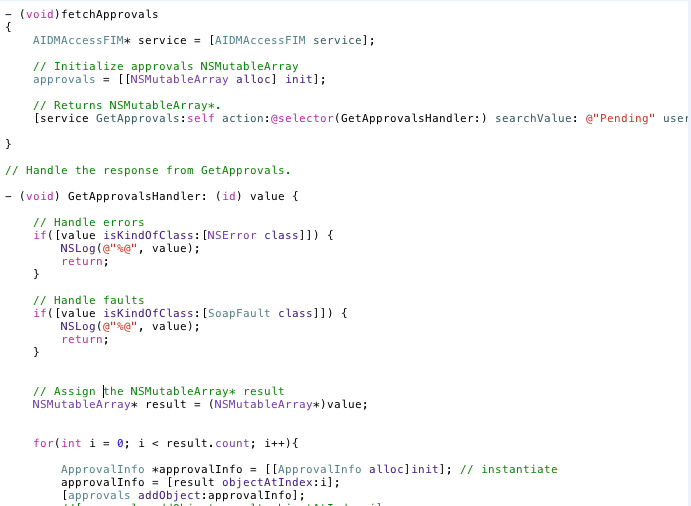 - (void)fetchApprovals
{
AIDMAccessFIM* service = [AIDMAccessFIM service];
// Initialize approvals NSMutableArray
approvals = [[NSMutableArray alloc] init];
// Returns NSMutableArray*.
[service GetApprovals:self action:@selector(GetApprovalsHandler:) searchValue: @"Pending" user
}
// Handle the response from GetApprovals.
- (void) GetApprovalsHandler: (id) value {
// Handle errors
if([value isKindOfClass:[NSError class]]) {
NSLog(@"%@", value);
return;
}
// Handle faults
if([value isKindOfClass:[SoapFault class]]) {
NSLog(@"%@", value);
return;
}
// Assign the NSMutableArray* result
NSMutableArray* result = (NSMutableArray*)value;
for(int i = 0; i < result.count; i++){
ApprovalInfo *approvalInfo = [[ApprovalInfo alloc]init]; // instantiate
approvalInfo = [result objectAtIndex:i];
[approvals addObject:approvalInfo];